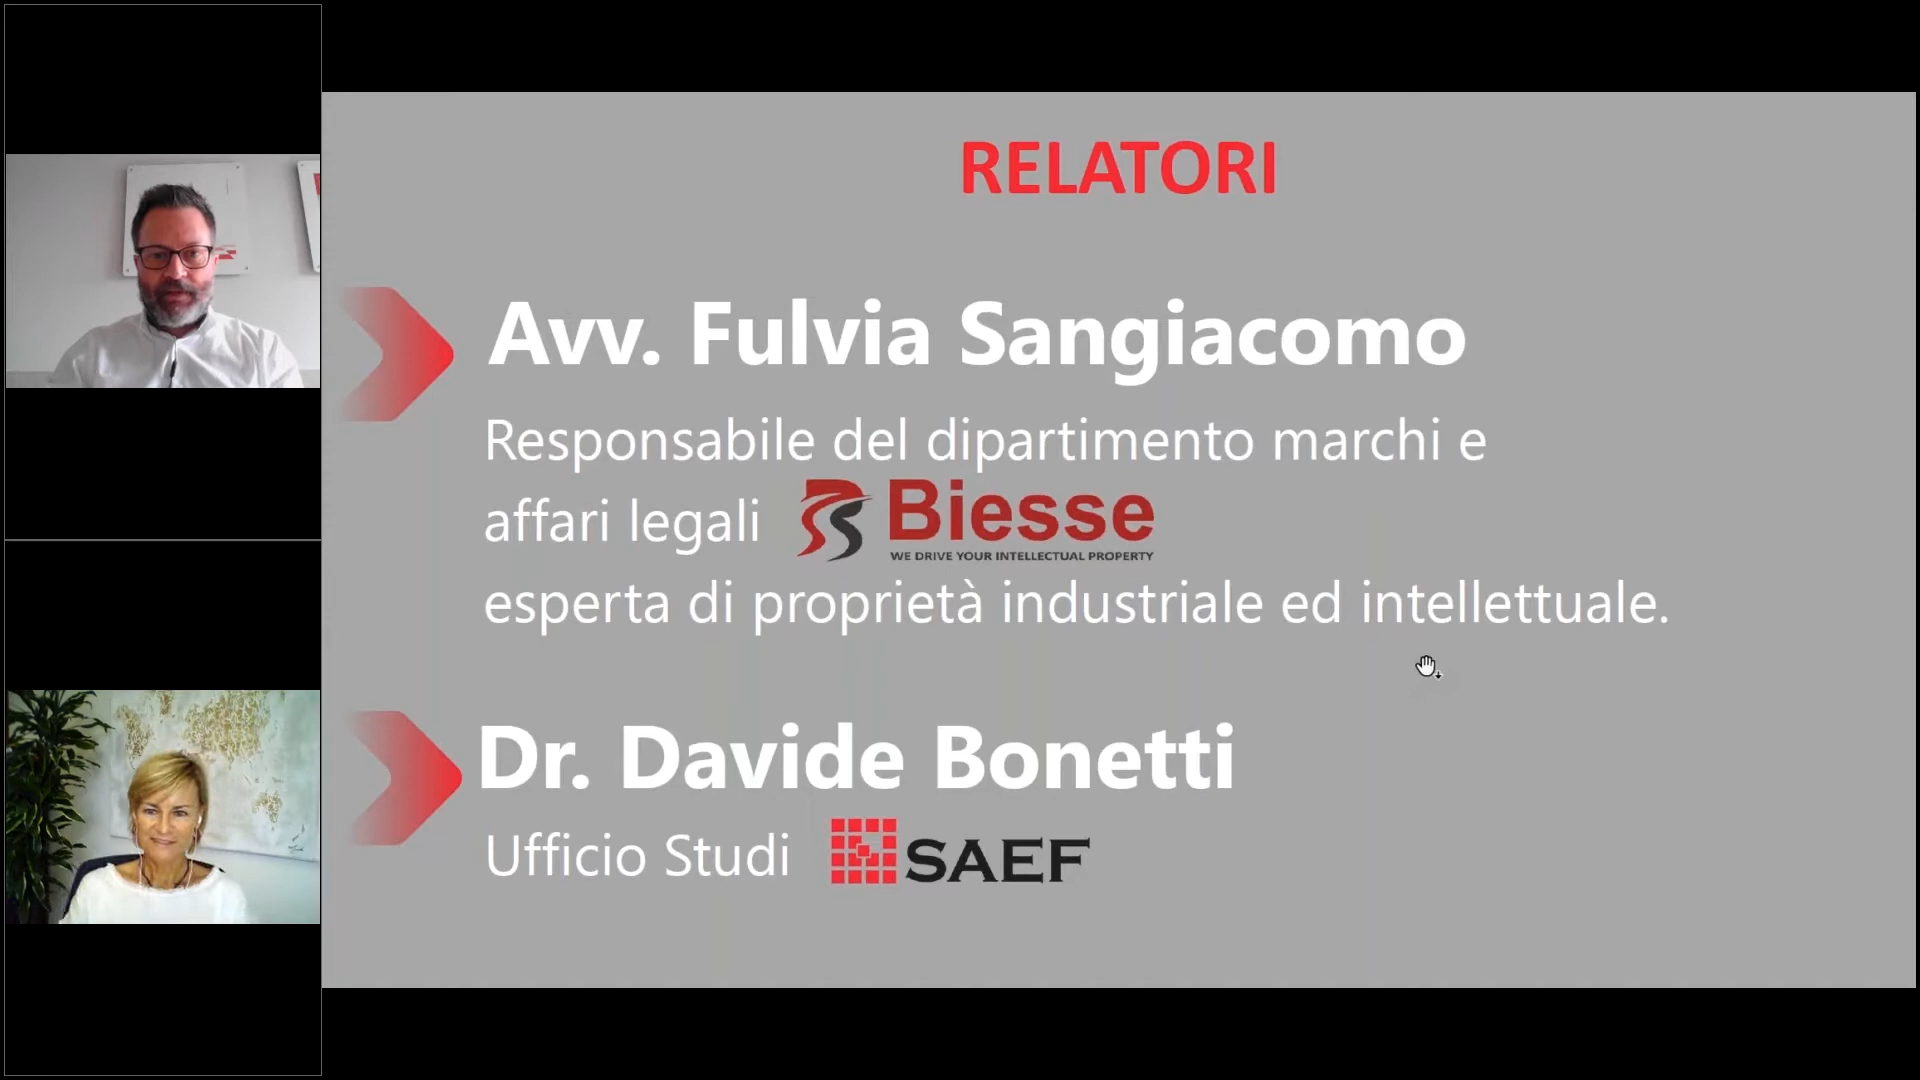 RELATORI
Avv. Fulvia Sangiacomo
Responsabile del dipartimento marchi e
affari legali Biesse
WE DRIVE YOUR INTELLECTUAL PROPERTY
esperta di proprietà industriale ed intellettuale.
Dr. Davide Bonetti
Ufficio Studi SAEF